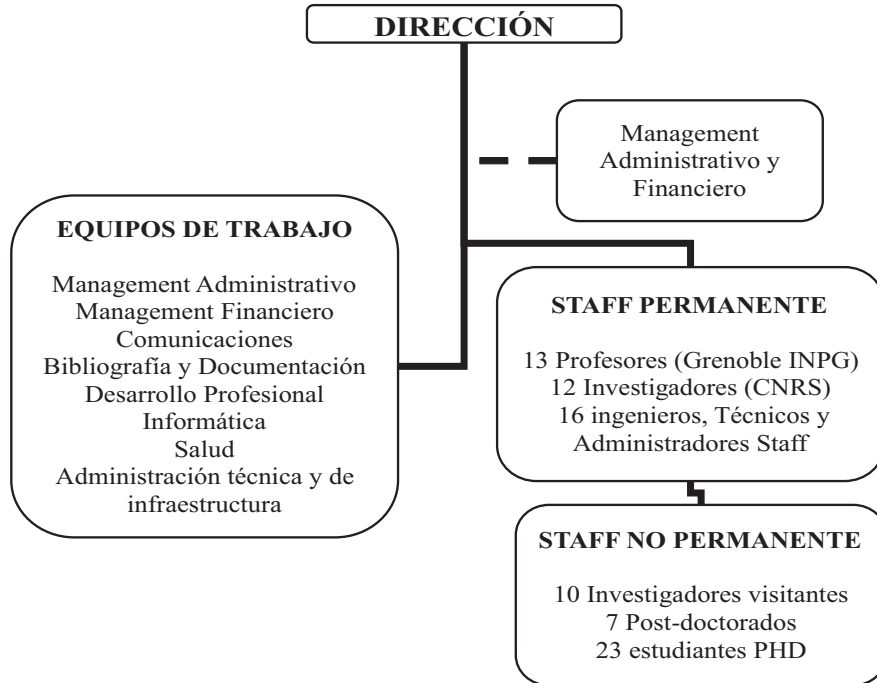 DIRECCIÓN
Management
Administrativo y
Financiero
EQUIPOS DE TRABAJO
Management Administrativo
Management Financiero
Comunicaciones
Bibliografía y Documentación
Desarrollo Profesional
Informática
Salud
Administración técnica y de
infraestructura
STAFF PERMANENTE
13 Profesores (Grenoble INPG)
12 Investigadores (CNRS)
16 ingenieros, Técnicos y
Administradores Staff
STAFF NO PERMANENTE
10 Investigadores visitantes
7 Post-doctorados
23 estudiantes PHD